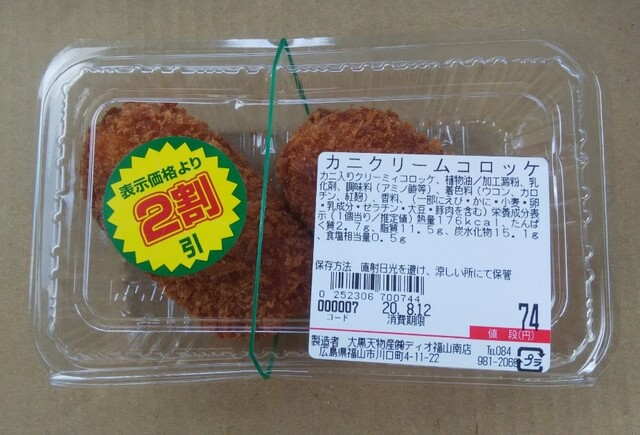 表示価格より
2割
引
カニクリームコロッケ
カニ入りクリーミィコロッケ、植物油/加工澱粉、乳
化剤、調味料(アミノ酸等)、着色料(ウコン、カロ
チン、紅麹)、香料、(一部にえび・かに・小麦・卵
・乳成分・ゼラチン・大豆・豚肉を含む)栄養成分表
示(1個当り/推定値)熱量176kcal、たんぱ
く質2.7g、脂質11.5g、炭水化物15.1g
、食塩相当量0.5g
保存方法 直射日光を避け、涼しい所にて保管
0 252306 700744
000007 20.8.12 74
コード 消費期限 値 段(円)
製造者 大黒天物産㈱ディオ福山南店 ℡084
広島県福山市川口町4-11-22 981-206
プラ